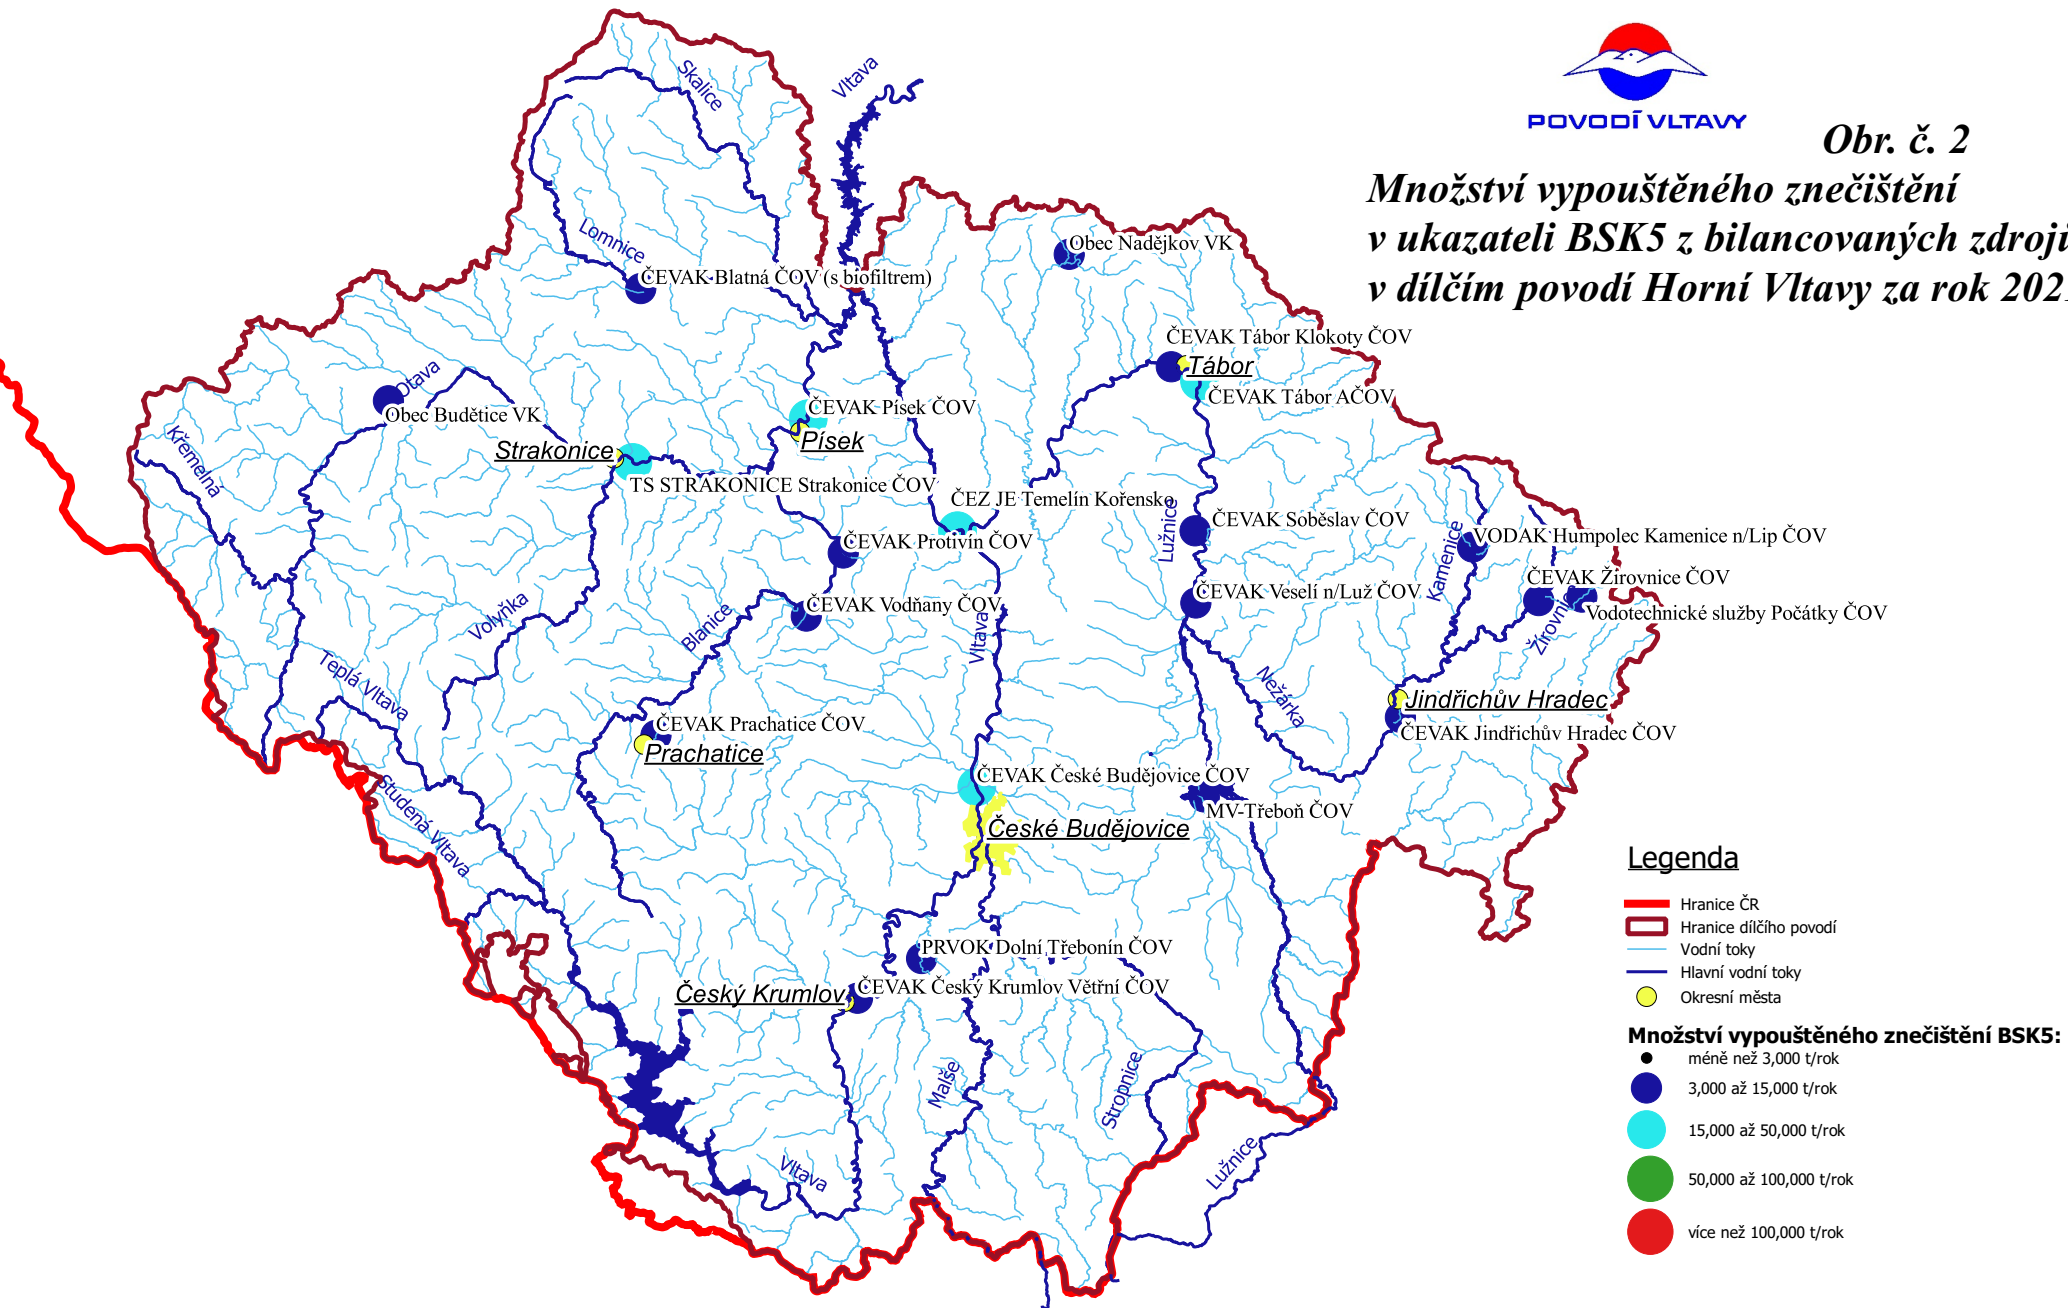 POVODÍ VLTAVY
Obr. č. 2
Množství vypouštěného znečištění
v ukazateli BSK5 z bilancovaných zdrojů
v dílčím povodí Horní Vltavy za rok 202
Skalice
Vltava
Lomnice
Obec Nadějkov VK
ČEVAK Blatná ČOV (s biofiltrem)
ČEVAK Tábor Klokoty ČOV
Tábor
ČEVAK Tábor AČOV
Otava
Obec Budětice VK
ČEVAK Písek ČOV
Písek
Křemelná
Strakonice
TS STRAKONICE Strakonice ČOV
ČEZ JE Temelín Kořensko
Lužnice
ČEVAK Soběslav ČOV
ČEVAK Protivín ČOV
Kamenice
VODAK Humpolec Kamenice n/Lip ČOV
ČEVAK Žirovnice ČOV
Vodotechnické služby Počátky ČOV
Žirovnice
ČEVAK Veselí n/Luž ČOV
ČEVAK Vodňany ČOV
Volyňka
Blanice
Vltava
Teplá Vltava
Nežárka
Jindřichův Hradec
ČEVAK Jindřichův Hradec ČOV
ČEVAK Prachatice ČOV
Prachatice
Studená Vltava
ČEVAK České Budějovice ČOV
MV-Třeboň ČOV
České Budějovice
PRVOK Dolní Třebonín ČOV
Český Krumlov
ČEVAK Český Krumlov Větřní ČOV
Malše
Stropnice
Lužnice
Vltava
Legenda
Hranice ČR
Hranice dílčího povodí
Vodní toky
Hlavní vodní toky
Okresní města
Množství vypouštěného znečištění BSK5:
méně než 3,000 t/rok
3,000 až 15,000 t/rok
15,000 až 50,000 t/rok
50,000 až 100,000 t/rok
více než 100,000 t/rok